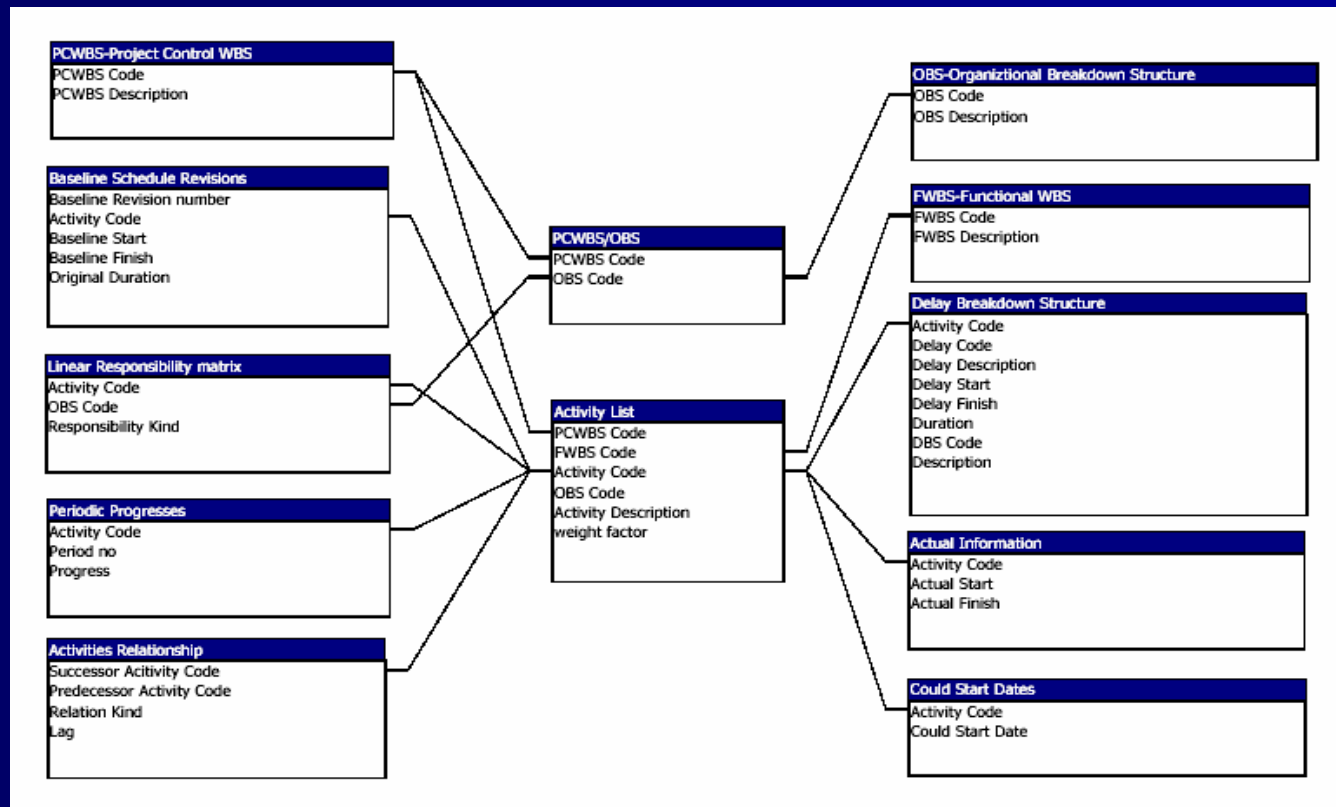 PCWBS-Project Control WBS
PCWBS Code
PCWBS Description
Baseline Schedule Revisions
Baseline Revision number
Activity Code
Baseline Start
Baseline Finish
Original Duration
Linear Responsibility matrix
Activity Code
OBS Code
Responsibility Kind
Periodic Progresses
Activity Code
Period no
Progress
Activities Relationship
Successor Acitivity Code
Predecessor Activity Code
Relation Kind
Lag
PCWBS/OBS
PCWBS Code
OBS Code
Activity List
PCWBS Code
FWBS Code
Activity Code
OBS Code
Activity Description
weight factor
OBS-Organiztional Breakdown Structure
OBS Code
OBS Description
FWBS-Functional WBS
FWBS Code
FWBS Description
Delay Breakdown Structure
Activity Code
Delay Code
Delay Description
Delay Start
Delay Finish
Duration
DBS Code
Description
Actual Information
Activity Code
Actual Start
Actual Finish
Could Start Dates
Activity Code
Could Start Date